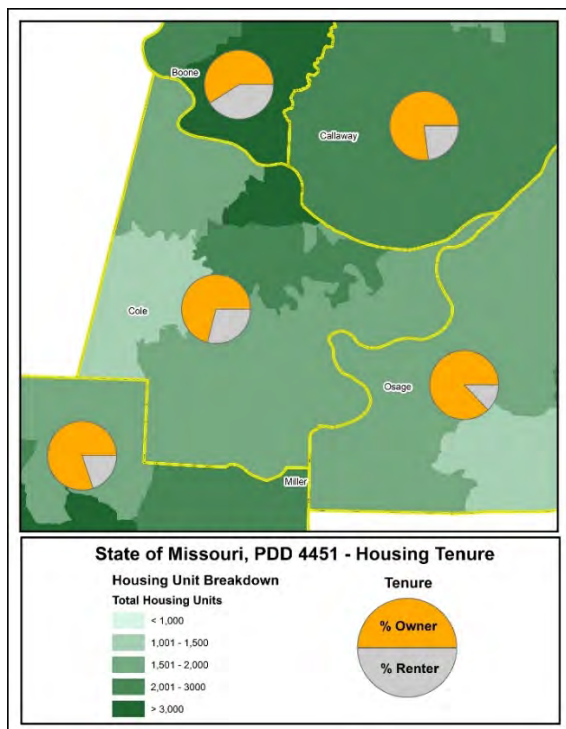 Boone
Callaway
Cole
Osage
Miller
State of Missouri, PDD 4451 - Housing Tenure
Housing Unit Breakdown
Total Housing Units
< 1,000
1,001 - 1,500
1,501 - 2,000
2,001 - 3000
> 3,000
Tenure
% Owner
% Renter